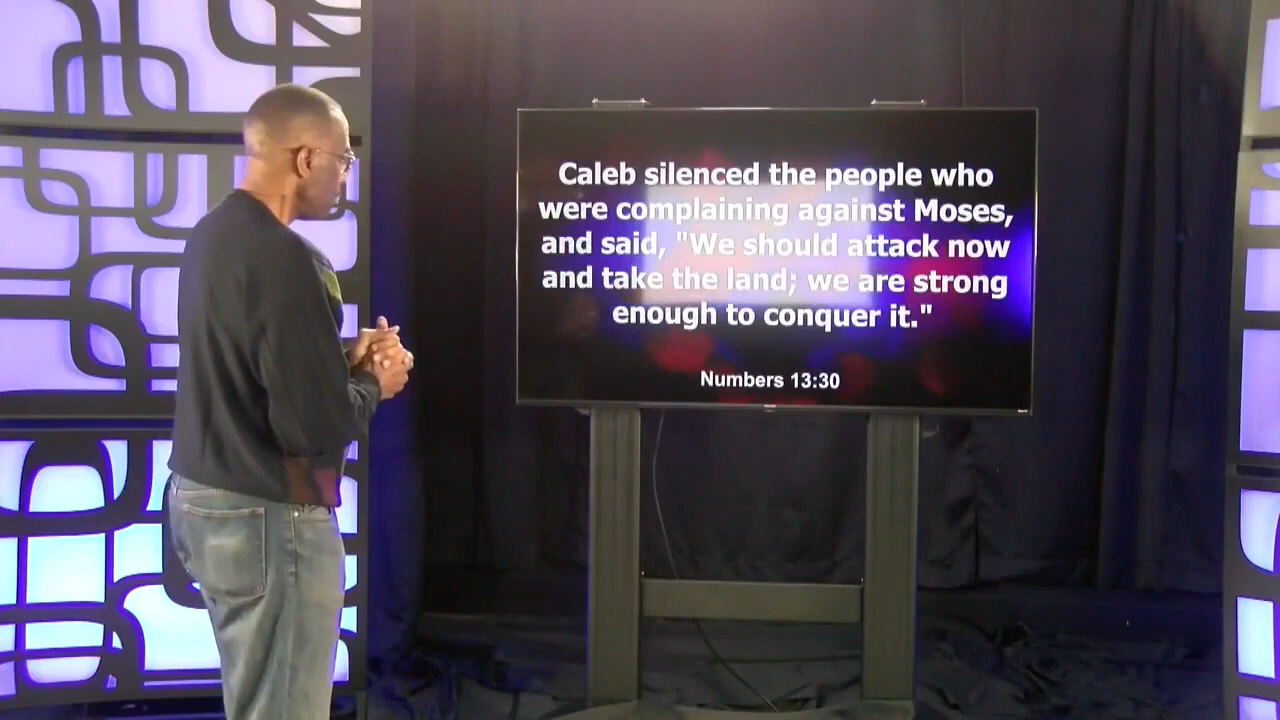 Caleb silenced the people who
were complaining against Moses,
and said, "We should attack now
and take the land; we are strong
enough to conquer it."
Numbers 13:30